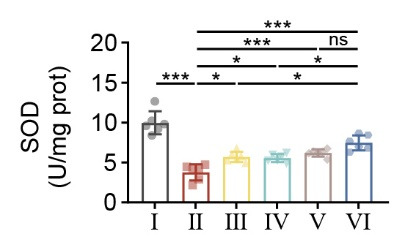 ***
*** ns
* *
*** * *
SOD
(U/mg prot)
20
15
10
5
0
I II III IV V VI